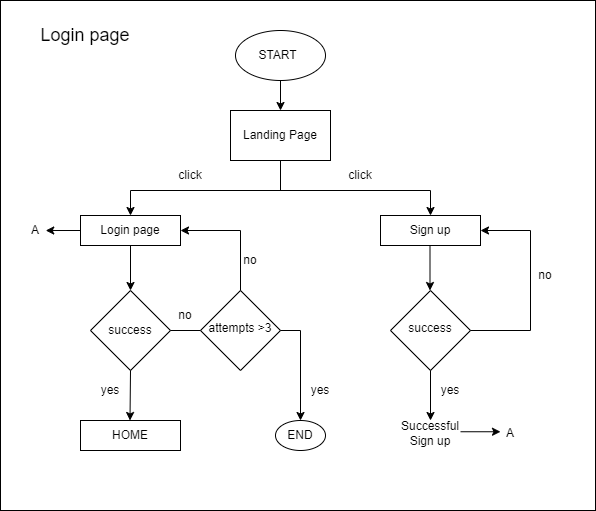 Login page
START
Landing Page
click
click
A
Login page
Sign up
no
no
success
no
attempts >3
success
yes
yes
yes
HOME
END
Successful
Sign up
A